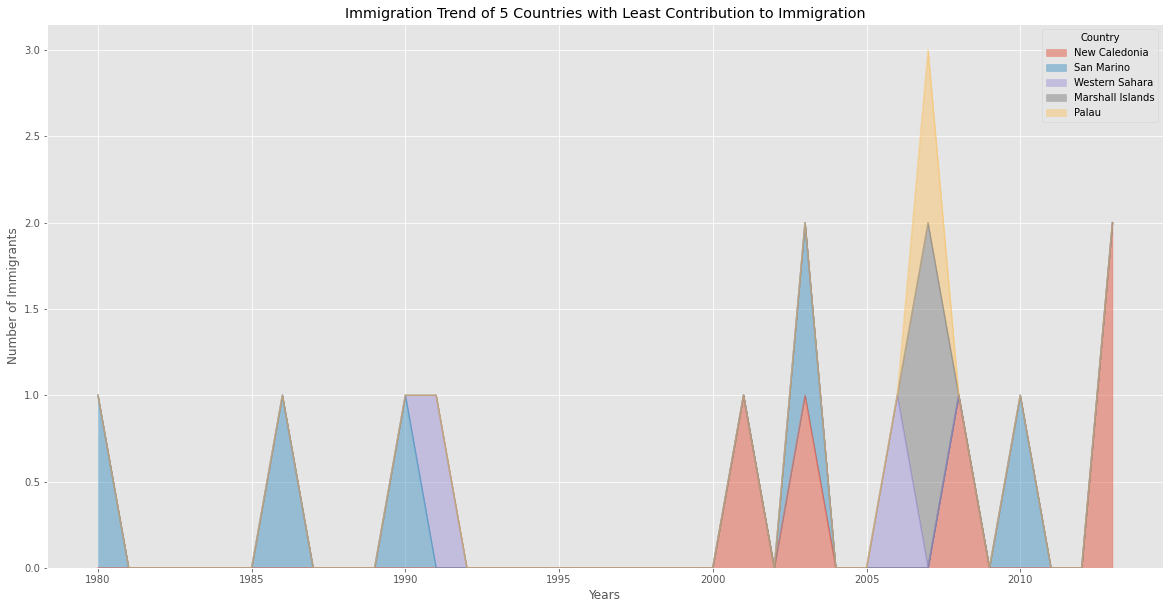 Immigration Trend of 5 Countries with Least Contribution to Immigration
Country
New Caledonia
San Marino
Western Sahara
Marshall Islands
Palau
Number of Immigrants
3.0
2.5
2.0
1.5
1.0
0.5
0.0
1980 1985 1990 1995 2000 2005 2010
Years